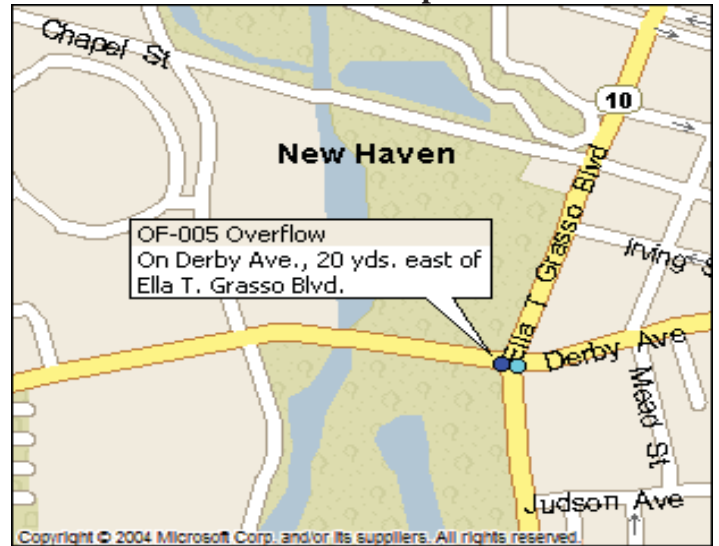 Chapel St
10
New Haven
Ella T Grasso Blvd
Irving S
OF-005 Overflow
On Derby Ave., 20 yds. east of
Ella T. Grasso Blvd.
Derby Ave
Mead St
Judson Ave
Copyright © 2004 Microsoft Corp. and/or its suppliers. All rights reserved.